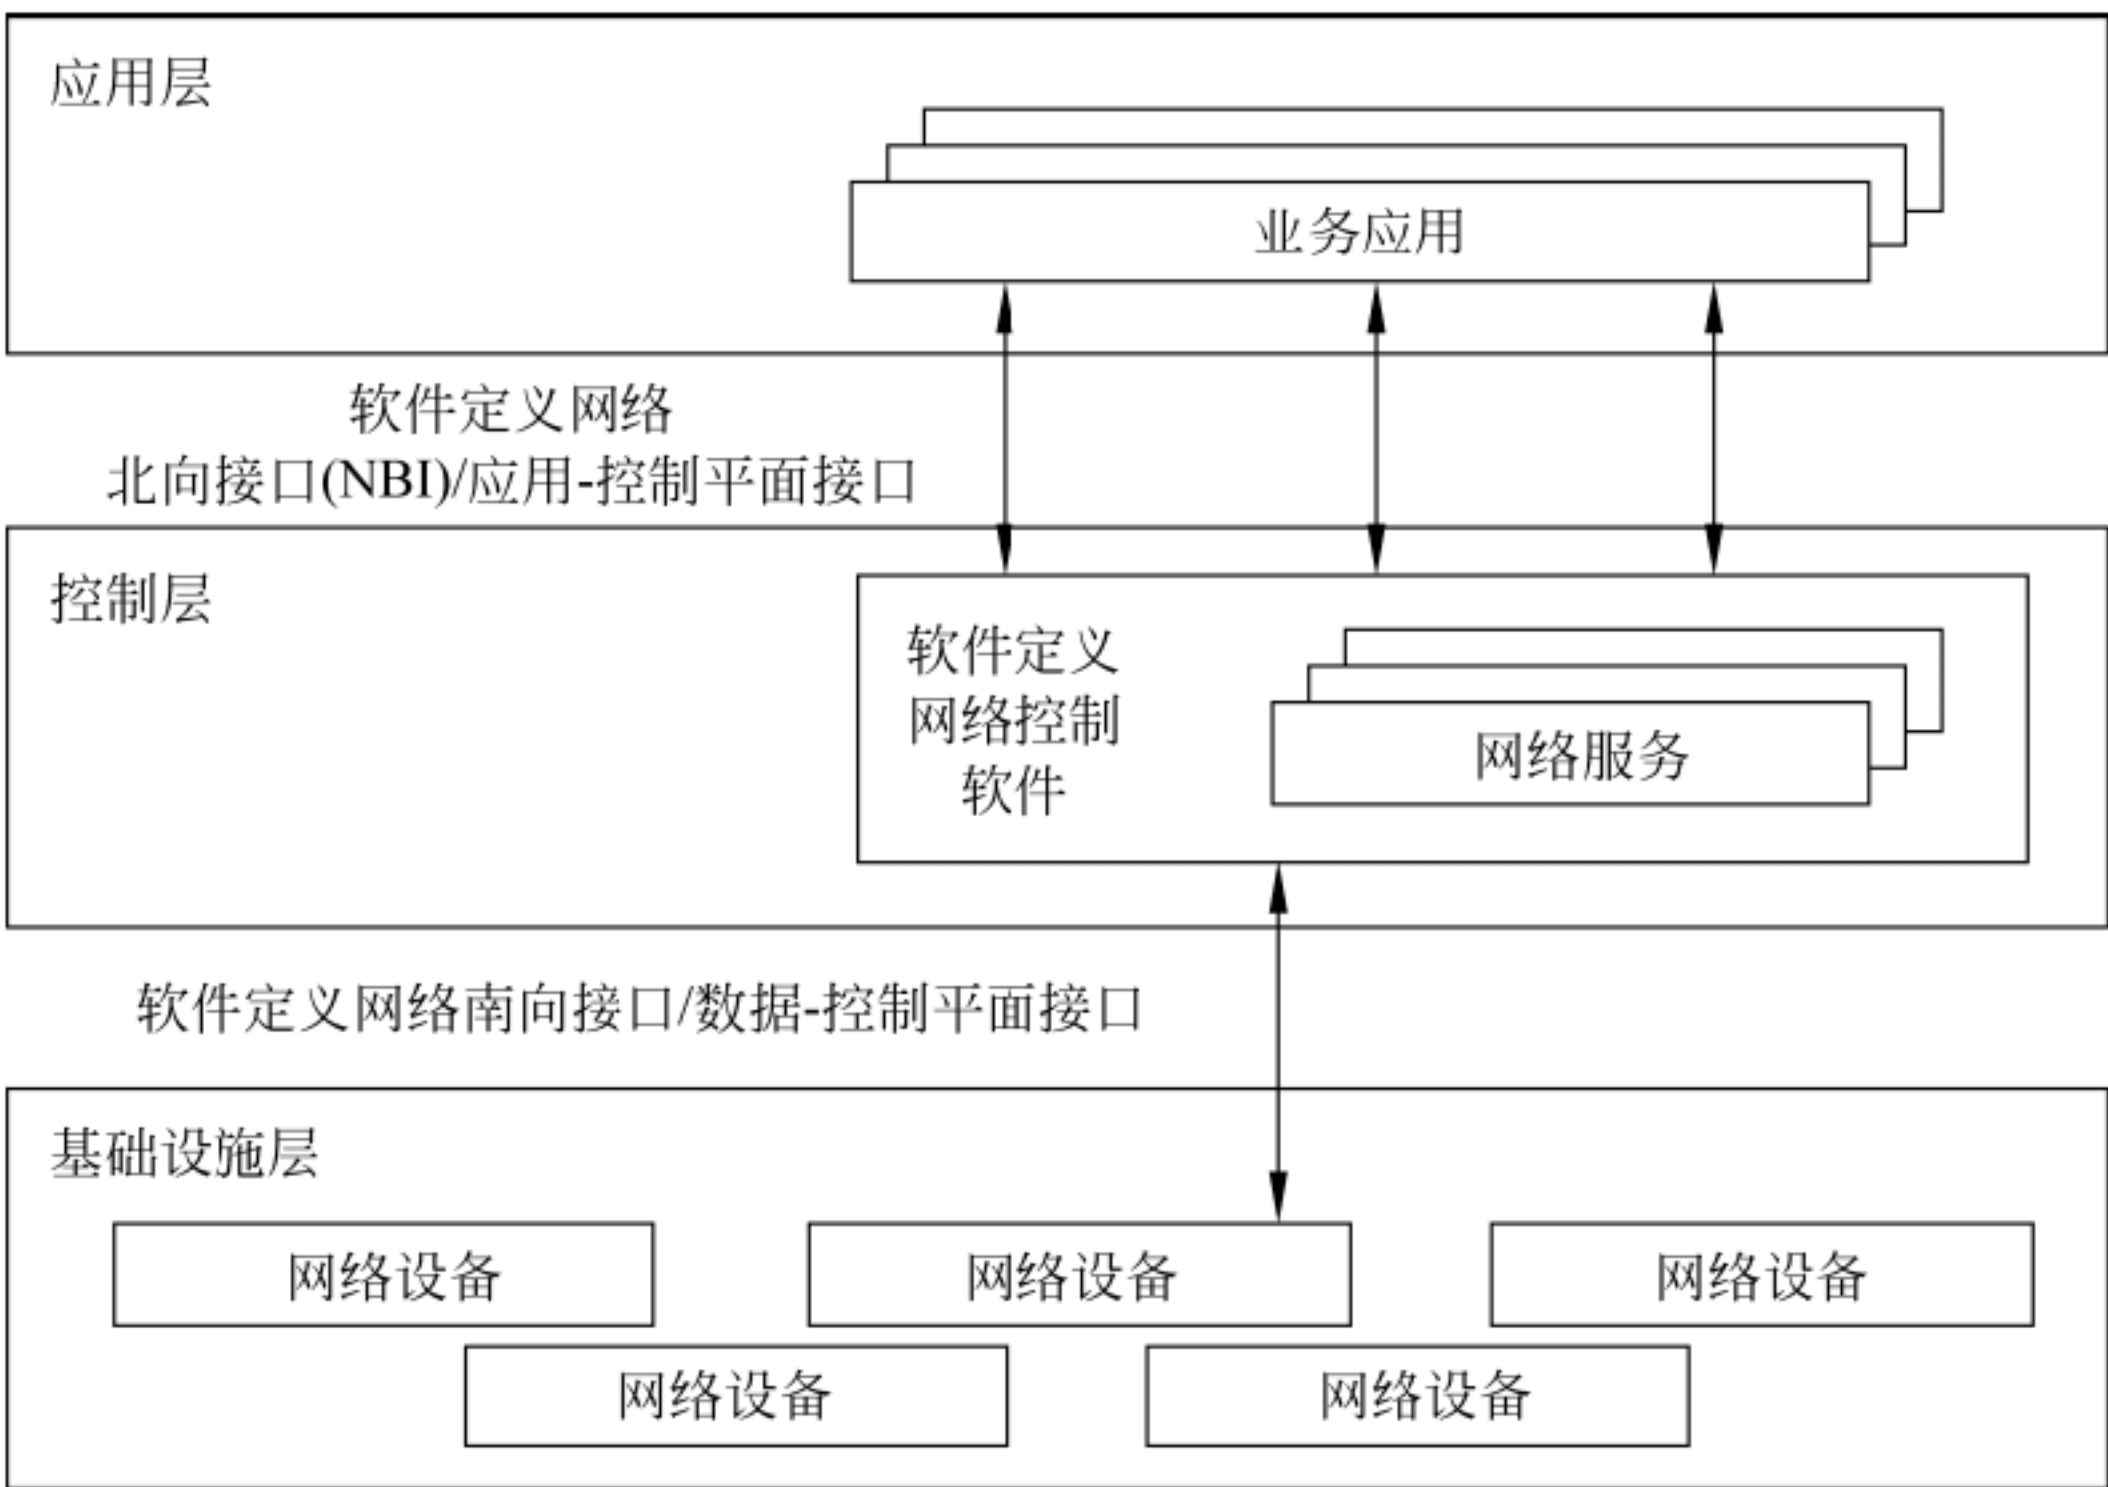 应用层
业务应用
软件定义网络
北向接口(NBI)/应用-控制平面接口
控制层
软件定义
网络控制
软件
网络服务
软件定义网络南向接口/数据-控制平面接口
基础设施层
网络设备
网络设备
网络设备
网络设备
网络设备